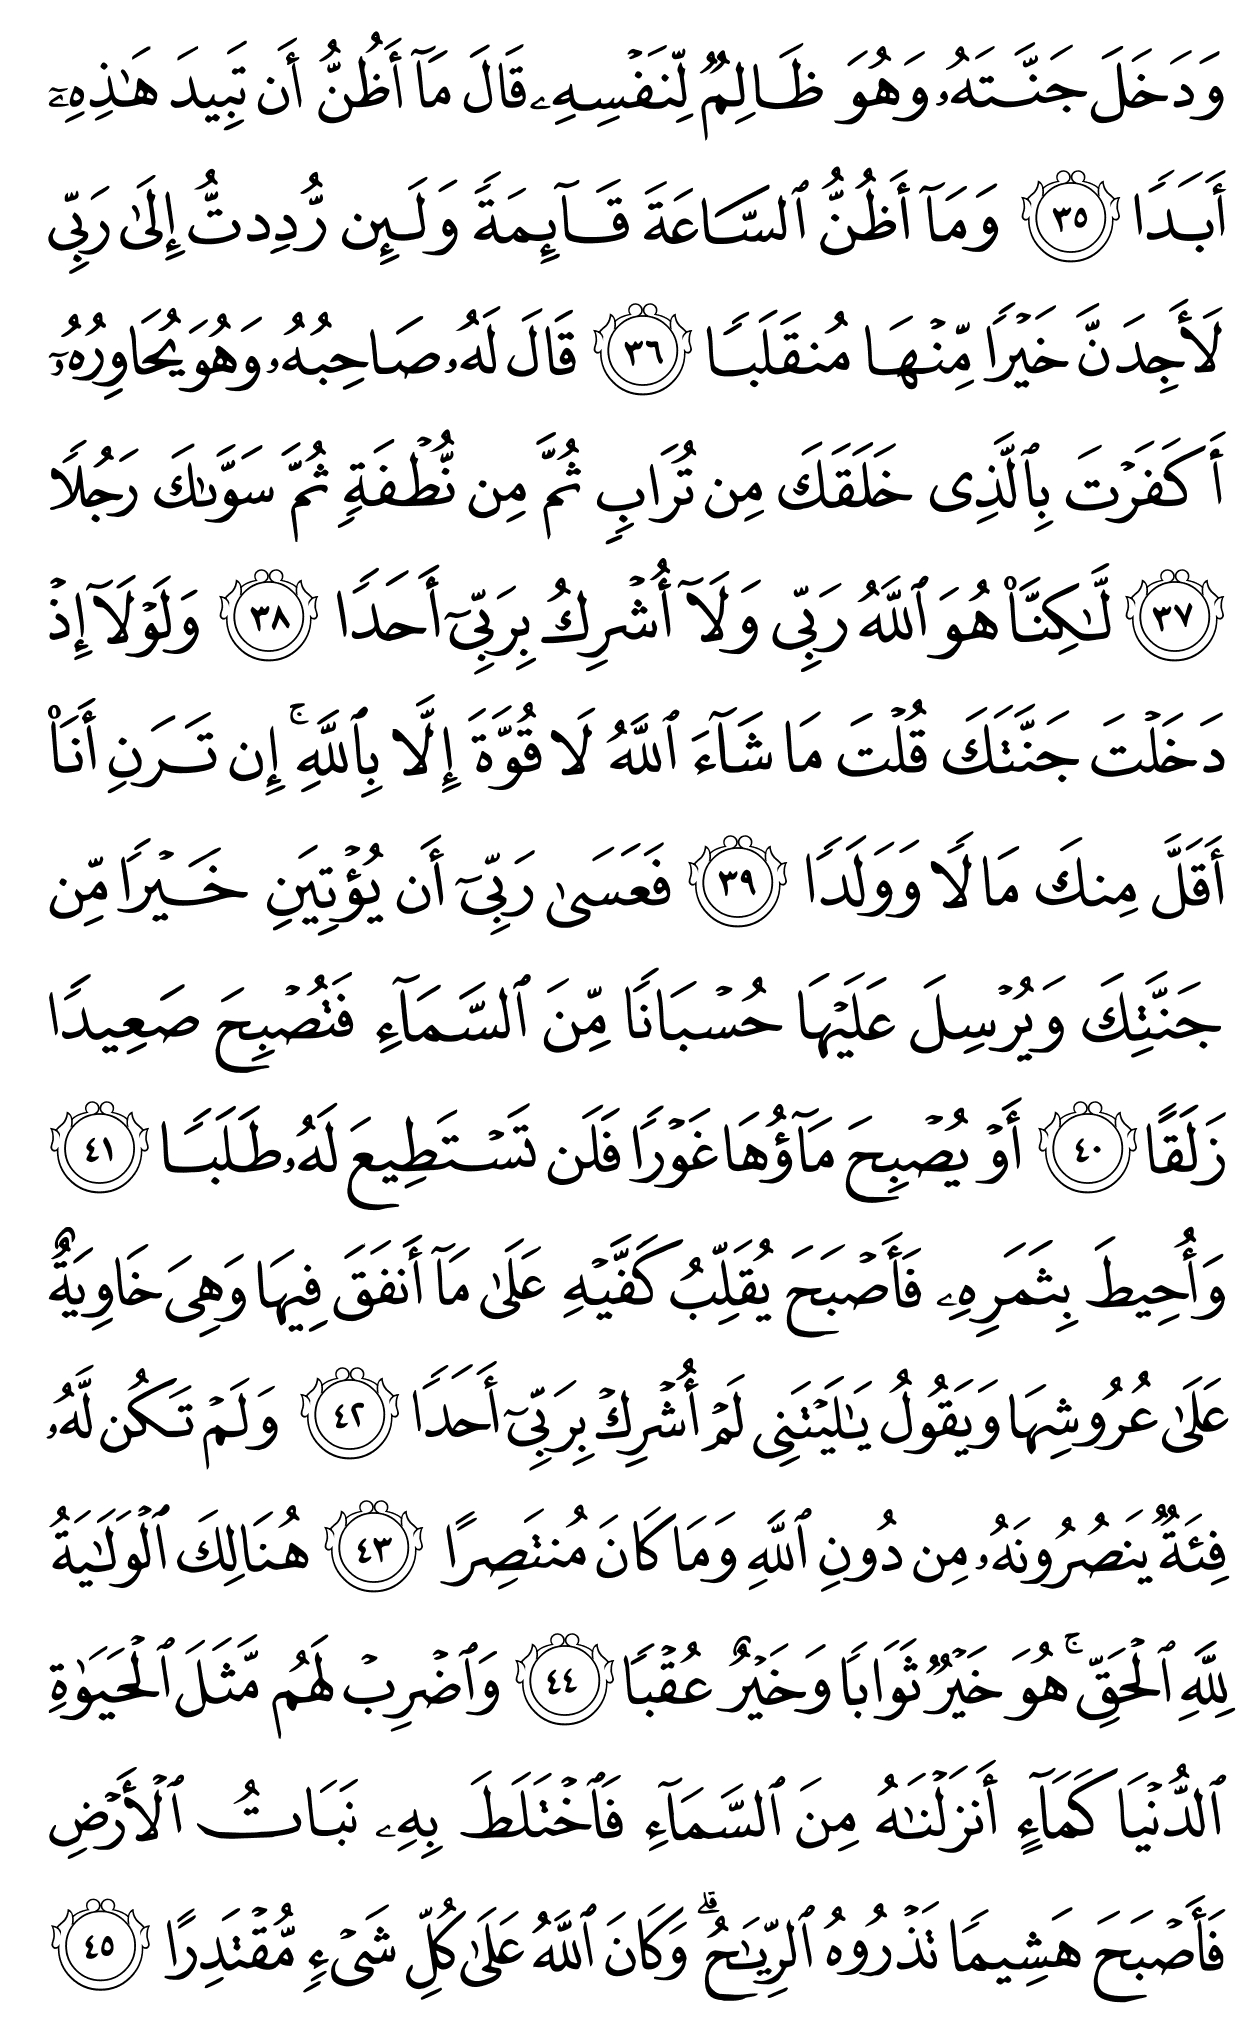 وَدَخَلَ جَنَّتَهُۥ وَهُوَ ظَالِمٌ لِّنَفْسِهِۦ قَالَ مَآ أَظُنُّ أَن تَبِيدَ هَٰذِهِۦٓ
أَبَدًا ٣٥ وَمَآ أَظُنُّ ٱلسَّاعَةَ قَآئِمَةً وَلَئِن رُّدِدتُّ إِلَىٰ رَبِّى
لَأَجِدَنَّ خَيْرًا مِّنْهَا مُنقَلَبًا ٣٦ قَالَ لَهُۥ صَاحِبُهُۥ وَهُوَ يُحَاوِرُهُۥٓ
أَكَفَرْتَ بِٱلَّذِى خَلَقَكَ مِن تُرَابٍ ثُمَّ مِن نُّطْفَةٍ ثُمَّ سَوَّىٰكَ رَجُلًا
٣٧ لَّٰكِنَّا۠ هُوَ ٱللَّهُ رَبِّى وَلَآ أُشْرِكُ بِرَبِّىٓ أَحَدًا ٣٨ وَلَوْلَآ إِذْ
دَخَلْتَ جَنَّتَكَ قُلْتَ مَا شَآءَ ٱللَّهُ لَا قُوَّةَ إِلَّا بِٱللَّهِ ۚ إِن تَرَنِ أَنَا۠
أَقَلَّ مِنكَ مَالًا وَوَلَدًا ٣٩ فَعَسَىٰ رَبِّىٓ أَن يُؤْتِيَنِ خَيْرًا مِّن
جَنَّتِكَ وَيُرْسِلَ عَلَيْهَا حُسْبَانًا مِّنَ ٱلسَّمَآءِ فَتُصْبِحَ صَعِيدًا
زَلَقًا ٤٠ أَوْ يُصْبِحَ مَآؤُهَا غَوْرًا فَلَن تَسْتَطِيعَ لَهُۥ طَلَبًا ٤١
وَأُحِيطَ بِثَمَرِهِۦ فَأَصْبَحَ يُقَلِّبُ كَفَّيْهِ عَلَىٰ مَآ أَنفَقَ فِيهَا وَهِىَ خَاوِيَةٌ
عَلَىٰ عُرُوشِهَا وَيَقُولُ يَٰلَيْتَنِى لَمْ أُشْرِكْ بِرَبِّىٓ أَحَدًا ٤٢ وَلَمْ تَكُن لَّهُۥ
فِئَةٌ يَنصُرُونَهُۥ مِن دُونِ ٱللَّهِ وَمَا كَانَ مُنتَصِرًا ٤٣ هُنَالِكَ ٱلْوَلَٰيَةُ
لِلَّهِ ٱلْحَقِّ ۚ هُوَ خَيْرٌ ثَوَابًا وَخَيْرٌ عُقْبًا ٤٤ وَٱضْرِبْ لَهُم مَّثَلَ ٱلْحَيَوٰةِ
ٱلدُّنْيَا كَمَآءٍ أَنزَلْنَٰهُ مِنَ ٱلسَّمَآءِ فَٱخْتَلَطَ بِهِۦ نَبَاتُ ٱلْأَرْضِ
فَأَصْبَحَ هَشِيمًا تَذْرُوهُ ٱلرِّيَٰحُ ۗ وَكَانَ ٱللَّهُ عَلَىٰ كُلِّ شَىْءٍ مُّقْتَدِرًا ٤٥